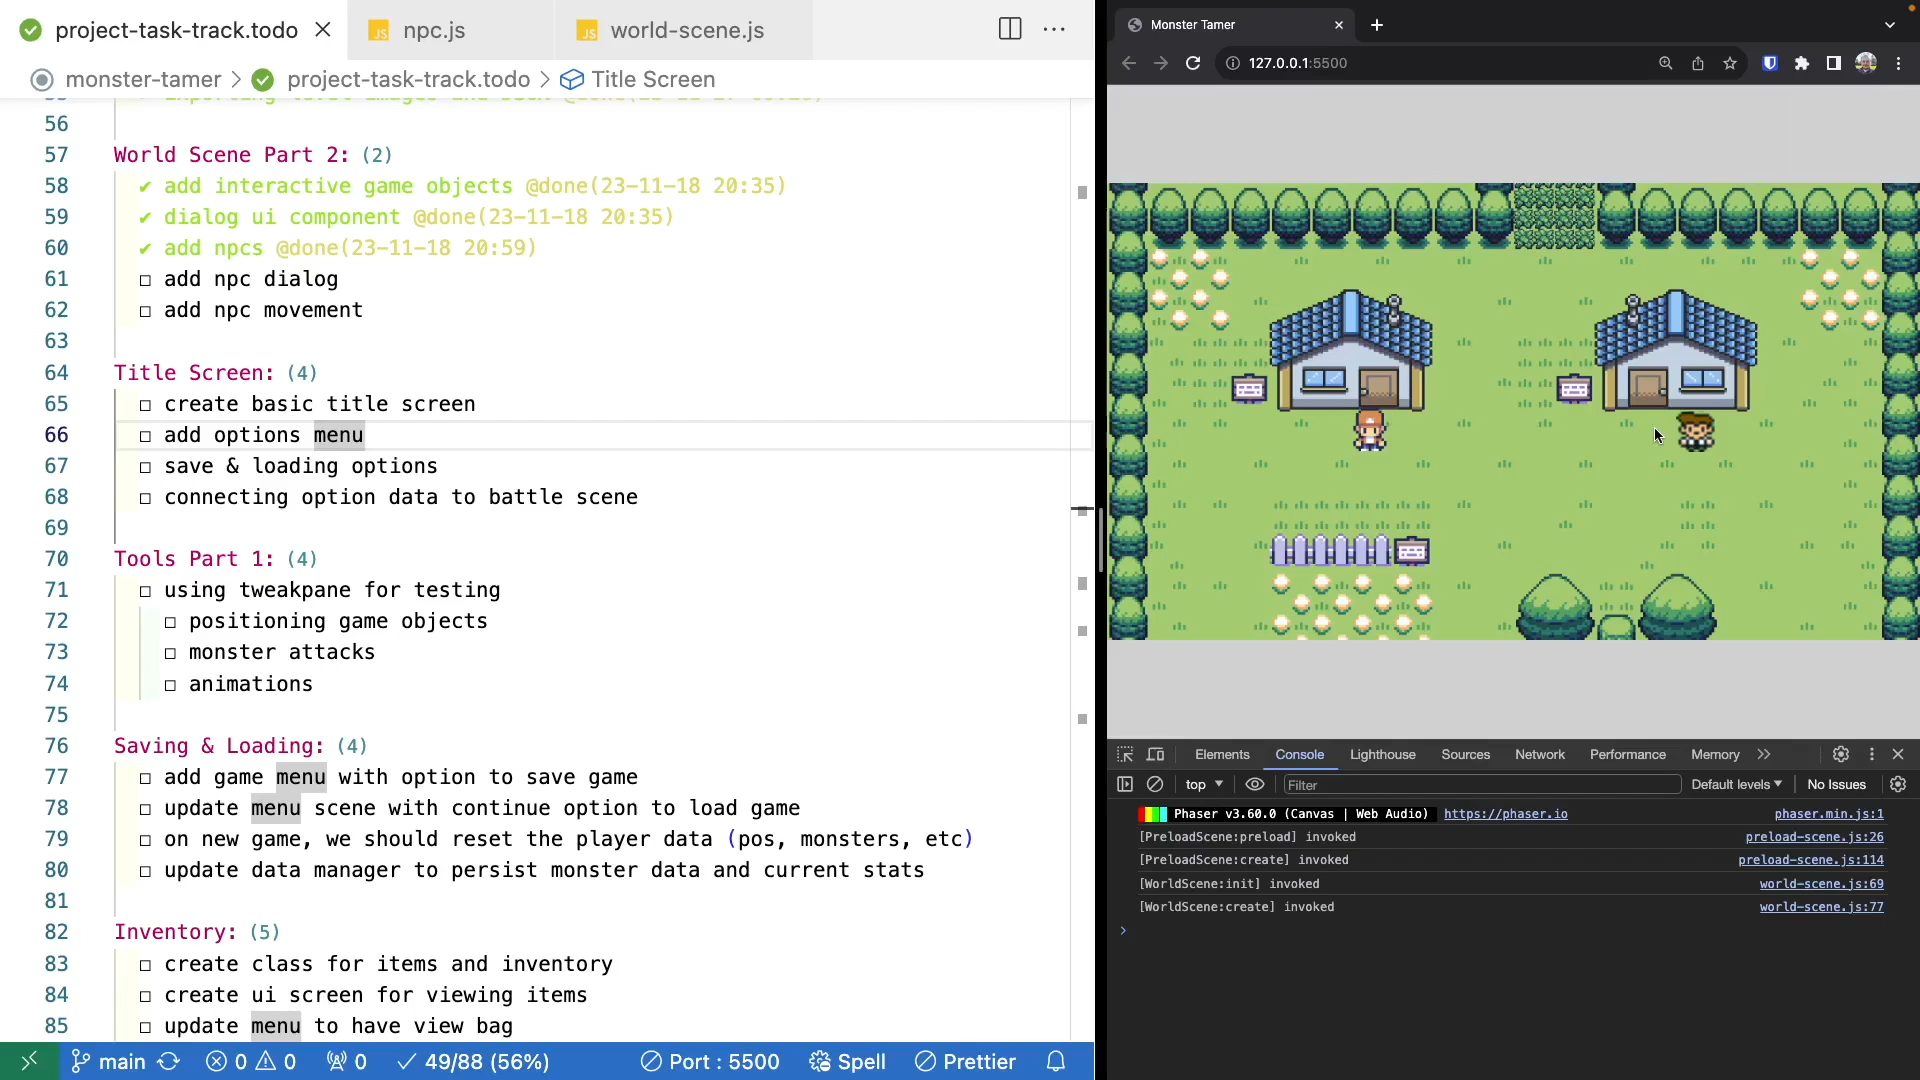 project-task-track.todo
npc.js
world-scene.js
monster-tamer > project-task-track.todo > Title Screen
56
57 World Scene Part 2: (2)
58 ✔ add interactive game objects @done(23-11-18 20:35)
59 ✔ dialog ui component @done(23-11-18 20:35)
60 ✔ add npcs @done(23-11-18 20:59)
61 ☐ add npc dialog
62 ☐ add npc movement
63
64 Title Screen: (4)
65 ☐ create basic title screen
66 ☐ add options menu
67 ☐ save & loading options
68 ☐ connecting option data to battle scene
69
70 Tools Part 1: (4)
71 ☐ using tweakpane for testing
72 ☐ positioning game objects
73 ☐ monster attacks
74 ☐ animations
75
76 Saving & Loading: (4)
77 ☐ add game menu with option to save game
78 ☐ update menu scene with continue option to load game
79 ☐ on new game, we should reset the player data (pos, monsters, etc)
80 ☐ update data manager to persist monster data and current stats
81
82 Inventory: (5)
83 ☐ create class for items and inventory
84 ☐ create ui screen for viewing items
85 ☐ update menu to have view bag
main 0 0 0 49/88 (56%) Port : 5500 Spell Prettier
Monster Tamer
127.0.0.1:5500
Elements Console Lighthouse Sources Network Performance Memory
top Filter Default levels No Issues
Phaser v3.60.0 (Canvas | Web Audio) https://phaser.io phaser.min.js:1
[PreloadScene:preload] invoked preload-scene.js:26
[PreloadScene:create] invoked preload-scene.js:114
[WorldScene:init] invoked world-scene.js:69
[WorldScene:create] invoked world-scene.js:77